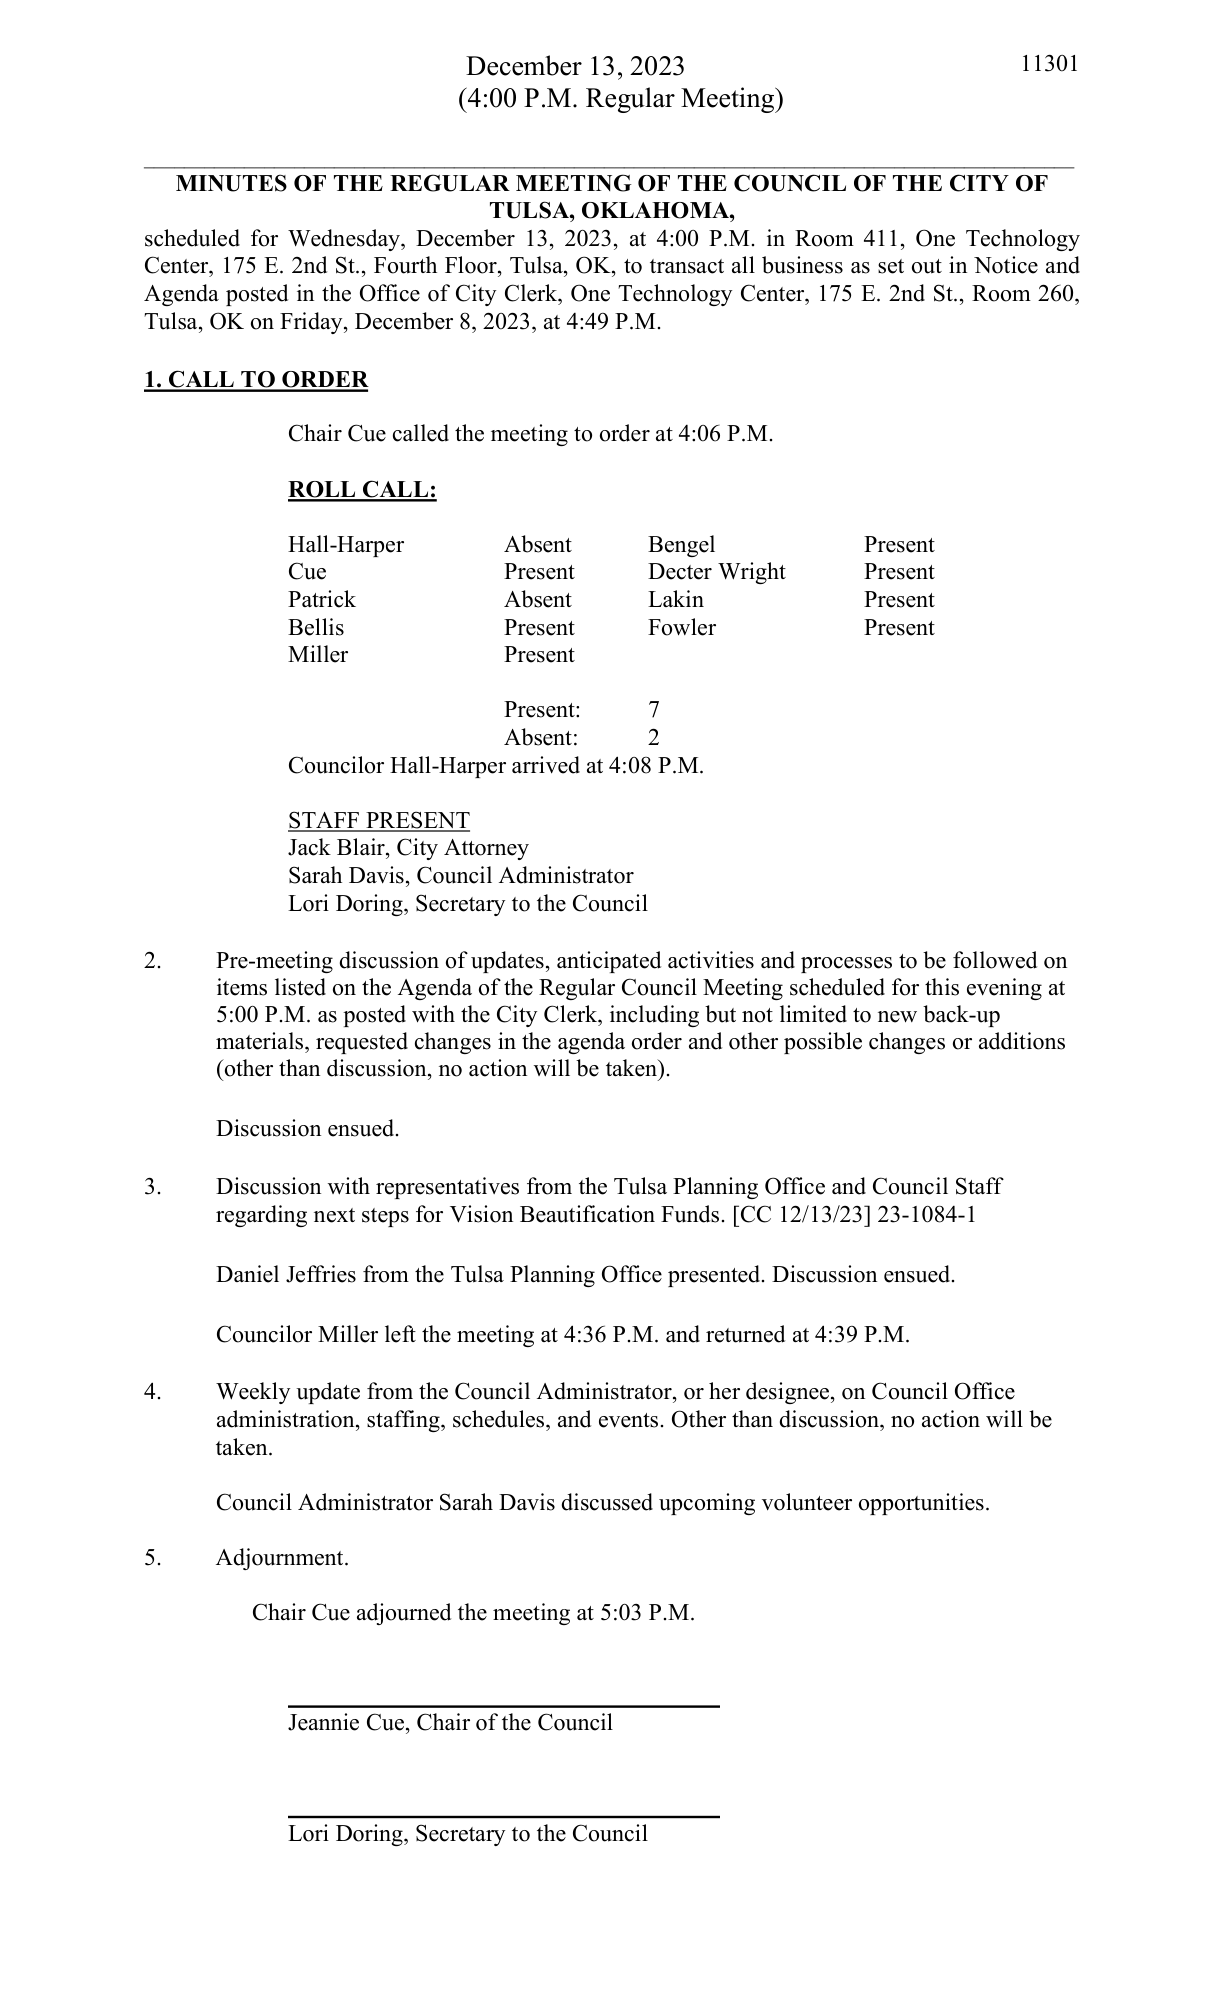 December 13, 2023 11301
(4:00 P.M. Regular Meeting)
MINUTES OF THE REGULAR MEETING OF THE COUNCIL OF THE CITY OF
TULSA, OKLAHOMA,
scheduled for Wednesday, December 13, 2023, at 4:00 P.M. in Room 411, One Technology
Center, 175 E. 2nd St., Fourth Floor, Tulsa, OK, to transact all business as set out in Notice and
Agenda posted in the Office of City Clerk, One Technology Center, 175 E. 2nd St., Room 260,
Tulsa, OK on Friday, December 8, 2023, at 4:49 P.M.
1. CALL TO ORDER
Chair Cue called the meeting to order at 4:06 P.M.
ROLL CALL:
Hall-Harper Absent Bengel Present
Cue Present Decter Wright Present
Patrick Absent Lakin Present
Bellis Present Fowler Present
Miller Present
Present: 7
Absent: 2
Councilor Hall-Harper arrived at 4:08 P.M.
STAFF PRESENT
Jack Blair, City Attorney
Sarah Davis, Council Administrator
Lori Doring, Secretary to the Council
2. Pre-meeting discussion of updates, anticipated activities and processes to be followed on
items listed on the Agenda of the Regular Council Meeting scheduled for this evening at
5:00 P.M. as posted with the City Clerk, including but not limited to new back-up
materials, requested changes in the agenda order and other possible changes or additions
(other than discussion, no action will be taken).
Discussion ensued.
3. Discussion with representatives from the Tulsa Planning Office and Council Staff
regarding next steps for Vision Beautification Funds. [CC 12/13/23] 23-1084-1
Daniel Jeffries from the Tulsa Planning Office presented. Discussion ensued.
Councilor Miller left the meeting at 4:36 P.M. and returned at 4:39 P.M.
4. Weekly update from the Council Administrator, or her designee, on Council Office
administration, staffing, schedules, and events. Other than discussion, no action will be
taken.
Council Administrator Sarah Davis discussed upcoming volunteer opportunities.
5. Adjournment.
Chair Cue adjourned the meeting at 5:03 P.M.
Jeannie Cue, Chair of the Council
Lori Doring, Secretary to the Council